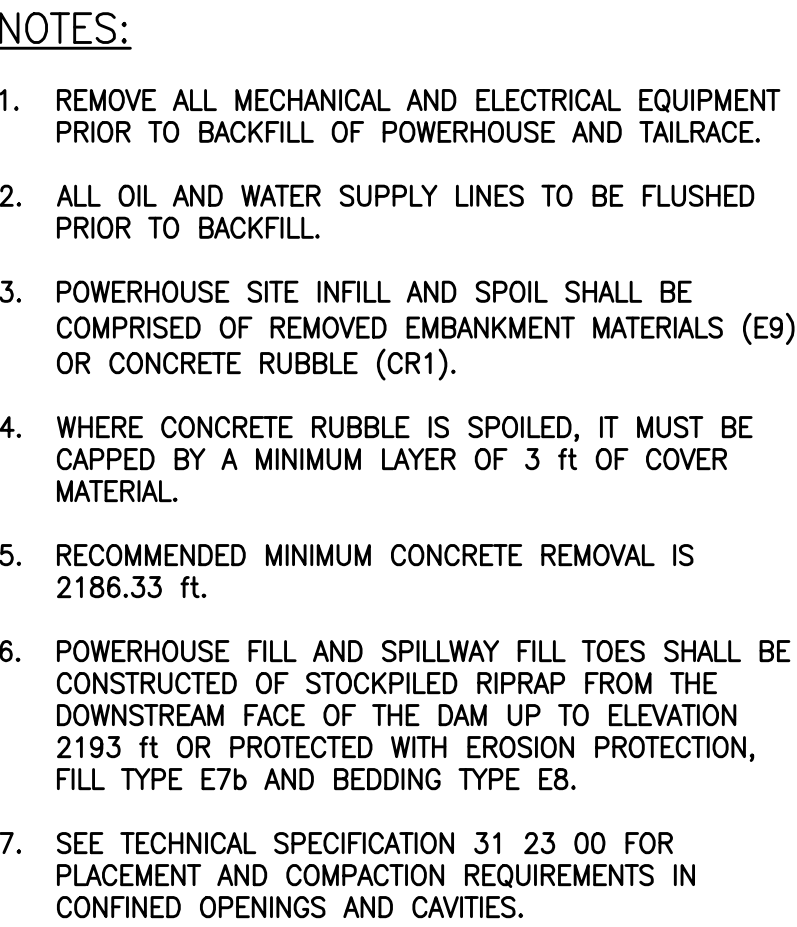 NOTES:
1. REMOVE ALL MECHANICAL AND ELECTRICAL EQUIPMENT
PRIOR TO BACKFILL OF POWERHOUSE AND TAILRACE.
2. ALL OIL AND WATER SUPPLY LINES TO BE FLUSHED
PRIOR TO BACKFILL.
3. POWERHOUSE SITE INFILL AND SPOIL SHALL BE
COMPRISED OF REMOVED EMBANKMENT MATERIALS (E9)
OR CONCRETE RUBBLE (CR1).
4. WHERE CONCRETE RUBBLE IS SPOILED, IT MUST BE
CAPPED BY A MINIMUM LAYER OF 3 ft OF COVER
MATERIAL.
5. RECOMMENDED MINIMUM CONCRETE REMOVAL IS
2186.33 ft.
6. POWERHOUSE FILL AND SPILLWAY FILL TOES SHALL BE
CONSTRUCTED OF STOCKPILED RIPRAP FROM THE
DOWNSTREAM FACE OF THE DAM UP TO ELEVATION
2193 ft OR PROTECTED WITH EROSION PROTECTION,
FILL TYPE E7b AND BEDDING TYPE E8.
7. SEE TECHNICAL SPECIFICATION 31 23 00 FOR
PLACEMENT AND COMPACTION REQUIREMENTS IN
CONFINED OPENINGS AND CAVITIES.